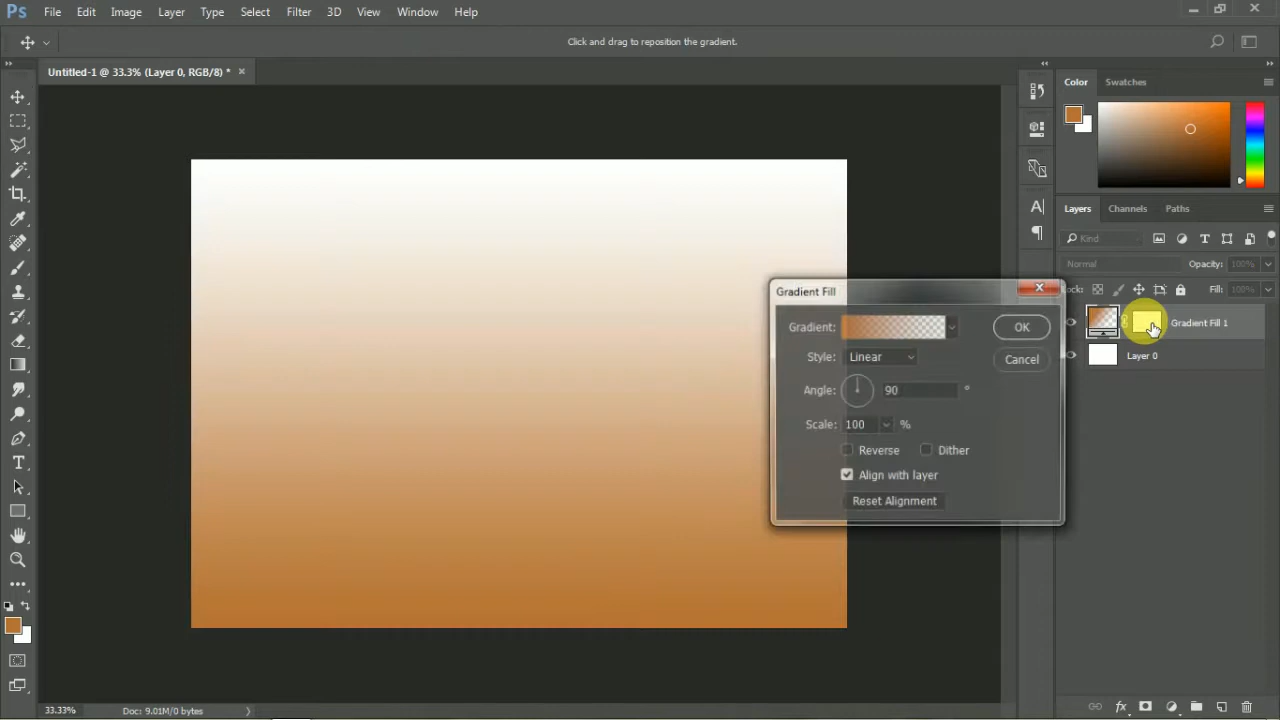 Ps File Edit Image Layer Type Select Filter 3D View Window Help
Click and drag to reposition the gradient.
Untitled-1 @ 33.3% (Layer 0, RGB/8) * ×
Color Swatches
Layers Channels Paths
Kind
Normal Opacity: 100%
Lock: Fill: 100%
Gradient Fill 1
Layer 0
Gradient Fill
Gradient: OK
Style: Linear Cancel
Angle: 90 °
Scale: 100 %
Reverse Dither
Align with layer
Reset Alignment
33.33% Doc: 9.01M/0 bytes